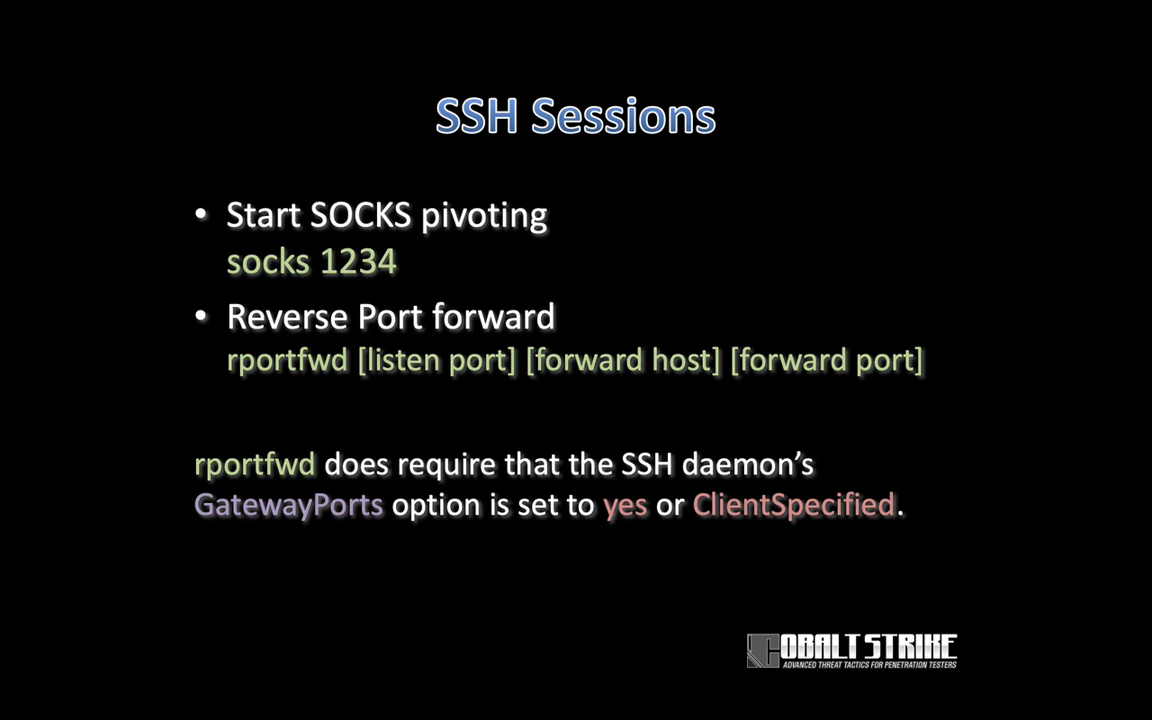 SSH Sessions
• Start SOCKS pivoting
socks 1234
• Reverse Port forward
rportfwd [listen port] [forward host] [forward port]
rportfwd does require that the SSH daemon’s
GatewayPorts option is set to yes or ClientSpecified.
COBALT STRIKE
ADVANCED THREAT TACTICS FOR PENETRATION TESTERS